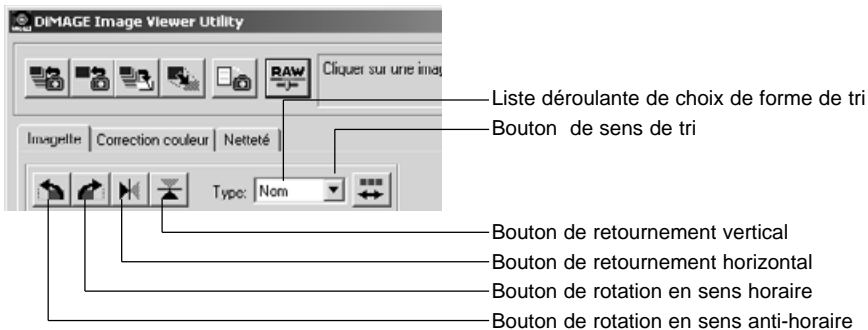 DiMAGE Image Viewer Utility
RAW
Cliquer sur une imag
Liste déroulante de choix de forme de tri
Bouton de sens de tri
Imagette Correction couleur Netteté
Type: Nom
Bouton de retournement vertical
Bouton de retournement horizontal
Bouton de rotation en sens horaire
Bouton de rotation en sens anti-horaire